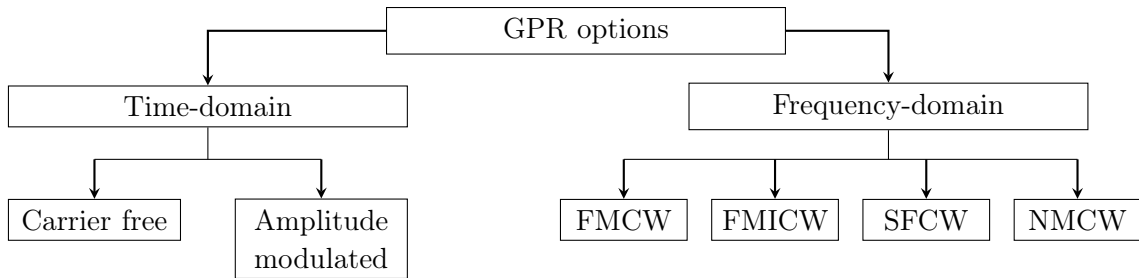 GPR options
Time-domain
Frequency-domain
Carrier free
Amplitude
modulated
FMCW
FMICW
SFCW
NMCW